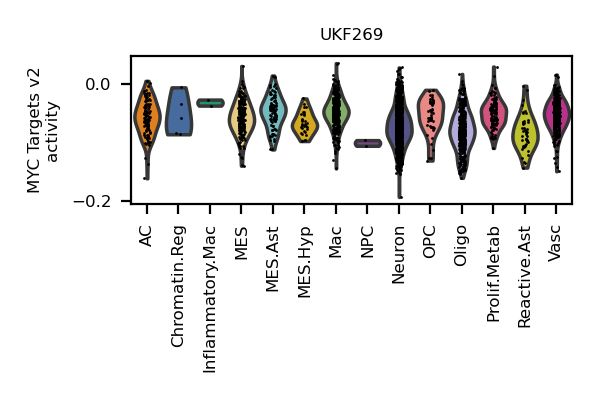 UKF269
MYC Targets v2
activity
0.0
−0.2
AC
Chromatin.Reg
Inflammatory.Mac
MES
MES.Ast
MES.Hyp
Mac
NPC
Neuron
OPC
Oligo
Prolif.Metab
Reactive.Ast
Vasc